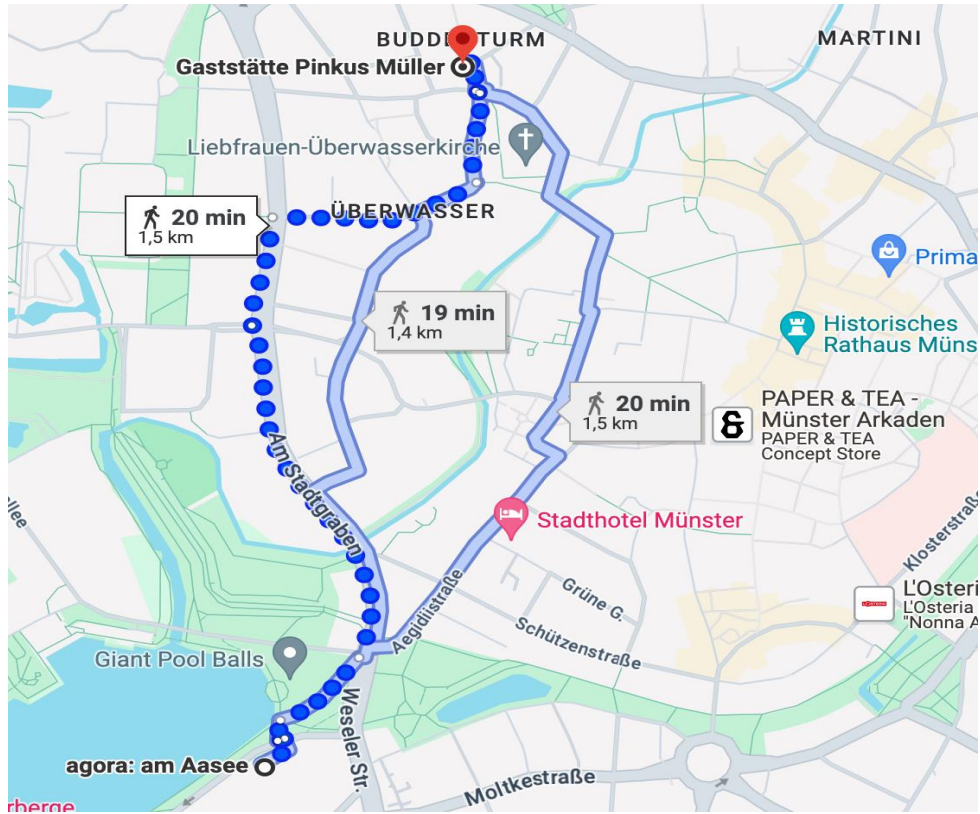 BUDDENTURM
MARTINI
Gaststätte Pinkus Müller
Liebfrauen-Überwasserkirche
20 min
1,5 km
ÜBERWASSER
Prima
19 min
1,4 km
Historisches
Rathaus Müns
20 min
1,5 km
&
PAPER & TEA -
Münster Arkaden
PAPER & TEA
Concept Store
Am Stadtgraben
llee
Stadthotel Münster
Klosterstraß
Aegidiistraße
Grüne G.
Schützenstraße
L'Osteri
L'Osteria
"Nonna A
Giant Pool Balls
Weseler Str.
agora: am Aasee
Moltkestraße
rberge